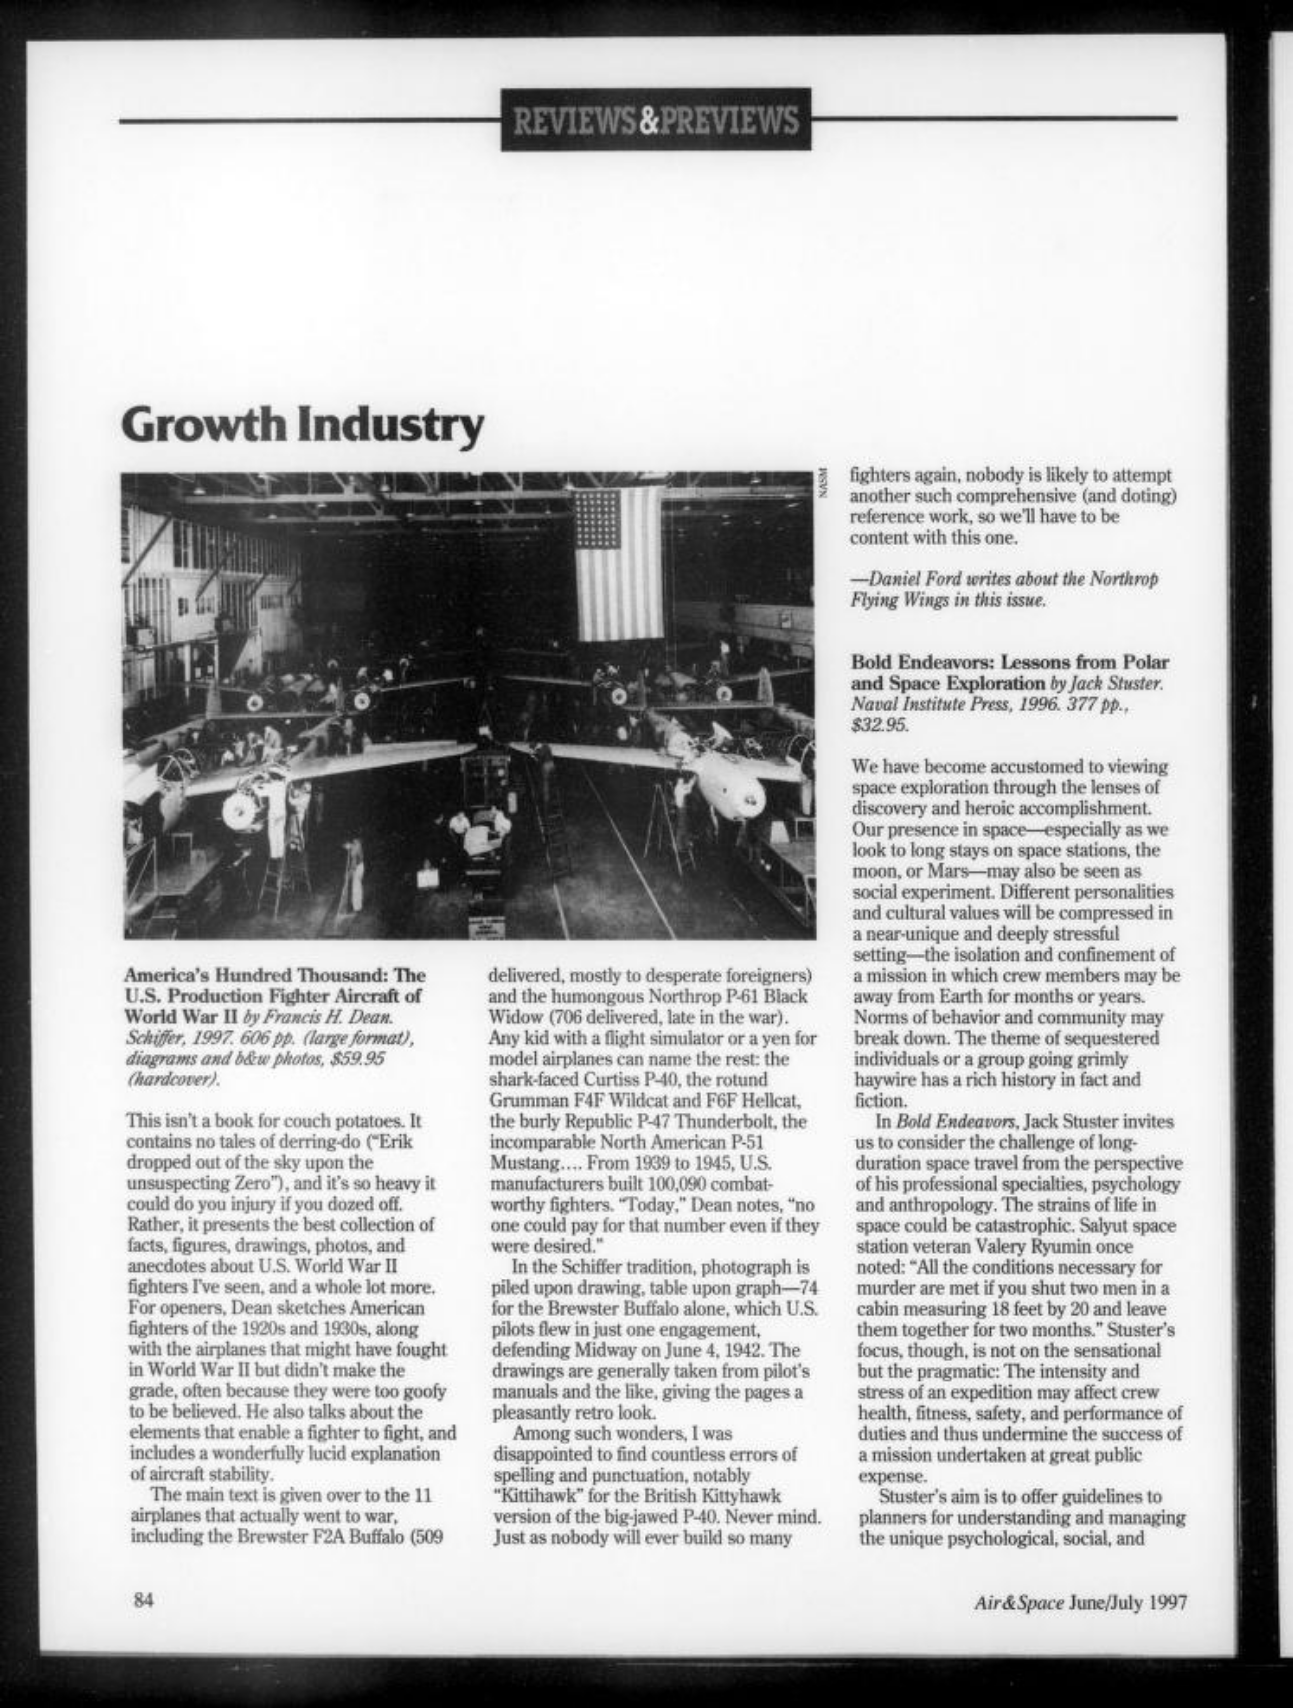 REVIEWS&PREVIEWS
Growth Industry
NASM
America's Hundred Thousand: The
U.S. Production Fighter Aircraft of
World War II by Francis H. Dean.
Schiffer, 1997. 606 pp. (large format),
diagrams and b&w photos, $59.95
(hardcover).
This isn't a book for couch potatoes. It
contains no tales of derring-do ("Erik
dropped out of the sky upon the
unsuspecting Zero"), and it's so heavy it
could do you injury if you dozed off.
Rather, it presents the best collection of
facts, figures, drawings, photos, and
anecdotes about U.S. World War II
fighters I've seen, and a whole lot more.
For openers, Dean sketches American
fighters of the 1920s and 1930s, along
with the airplanes that might have fought
in World War II but didn't make the
grade, often because they were too goofy
to be believed. He also talks about the
elements that enable a fighter to fight, and
includes a wonderfully lucid explanation
of aircraft stability.
The main text is given over to the 11
airplanes that actually went to war,
including the Brewster F2A Buffalo (509
delivered, mostly to desperate foreigners)
and the humongous Northrop P-61 Black
Widow (706 delivered, late in the war).
Any kid with a flight simulator or a yen for
model airplanes can name the rest: the
shark-faced Curtiss P-40, the rotund
Grumman F4F Wildcat and F6F Hellcat,
the burly Republic P-47 Thunderbolt, the
incomparable North American P-51
Mustang.... From 1939 to 1945, U.S.
manufacturers built 100,090 combat-
worthy fighters. "Today," Dean notes, "no
one could pay for that number even if they
were desired."
In the Schiffer tradition, photograph is
piled upon drawing, table upon graph—74
for the Brewster Buffalo alone, which U.S.
pilots flew in just one engagement,
defending Midway on June 4, 1942. The
drawings are generally taken from pilot's
manuals and the like, giving the pages a
pleasantly retro look.
Among such wonders, I was
disappointed to find countless errors of
spelling and punctuation, notably
"Kittihawk" for the British Kittyhawk
version of the big-jawed P-40. Never mind.
Just as nobody will ever build so many
fighters again, nobody is likely to attempt
another such comprehensive (and doting)
reference work, so we'll have to be
content with this one.
—Daniel Ford writes about the Northrop
Flying Wings in this issue.
Bold Endeavors: Lessons from Polar
and Space Exploration by Jack Stuster.
Naval Institute Press, 1996. 377 pp.,
$32.95.
We have become accustomed to viewing
space exploration through the lenses of
discovery and heroic accomplishment.
Our presence in space—especially as we
look to long stays on space stations, the
moon, or Mars—may also be seen as
social experiment. Different personalities
and cultural values will be compressed in
a near-unique and deeply stressful
setting—the isolation and confinement of
a mission in which crew members may be
away from Earth for months or years.
Norms of behavior and community may
break down. The theme of sequestered
individuals or a group going grimly
haywire has a rich history in fact and
fiction.
In Bold Endeavors, Jack Stuster invites
us to consider the challenge of long-
duration space travel from the perspective
of his professional specialties, psychology
and anthropology. The strains of life in
space could be catastrophic. Salyut space
station veteran Valery Ryumin once
noted: "All the conditions necessary for
murder are met if you shut two men in a
cabin measuring 18 feet by 20 and leave
them together for two months." Stuster's
focus, though, is not on the sensational
but the pragmatic: The intensity and
stress of an expedition may affect crew
health, fitness, safety, and performance of
duties and thus undermine the success of
a mission undertaken at great public
expense.
Stuster's aim is to offer guidelines to
planners for understanding and managing
the unique psychological, social, and
84
Air&Space June/July 1997